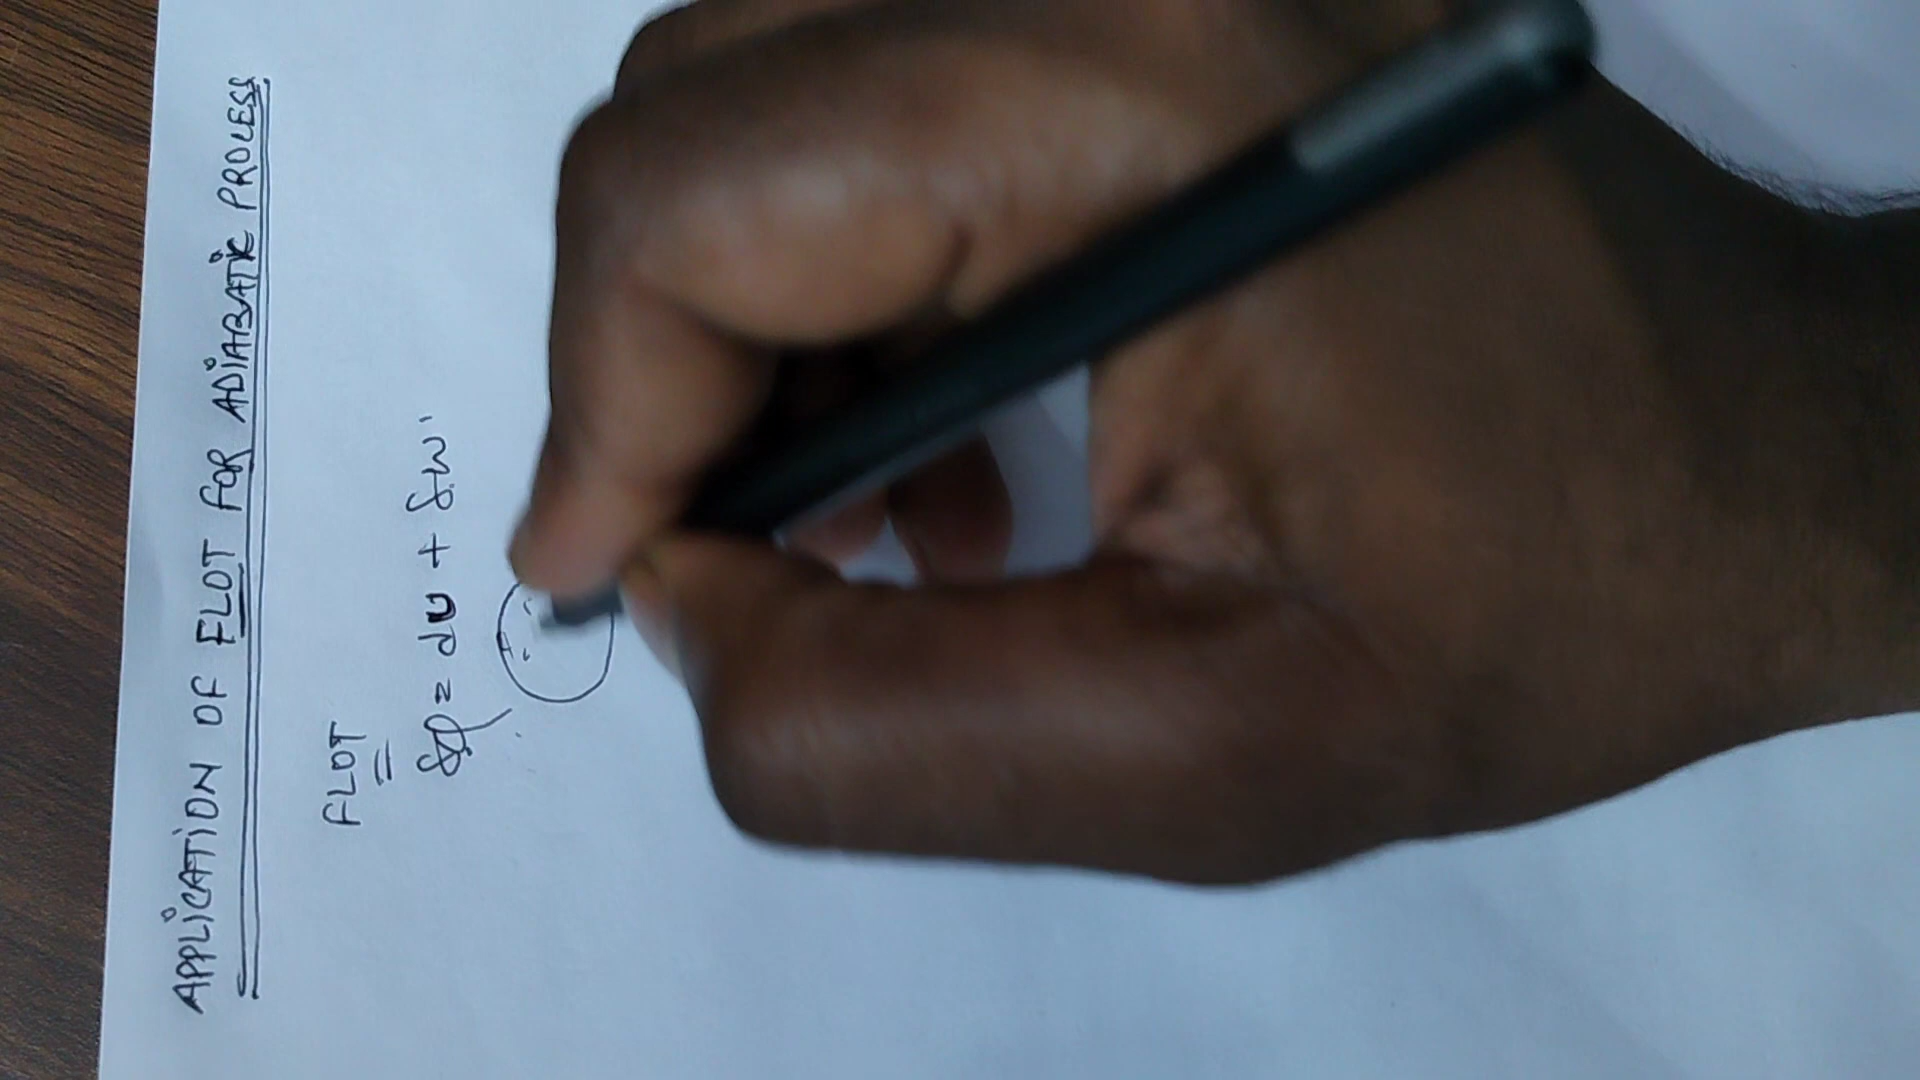 APPLICATION OF FLOT FOR ADIABATIC PROCESS
FLOT
δQ = dU + δW